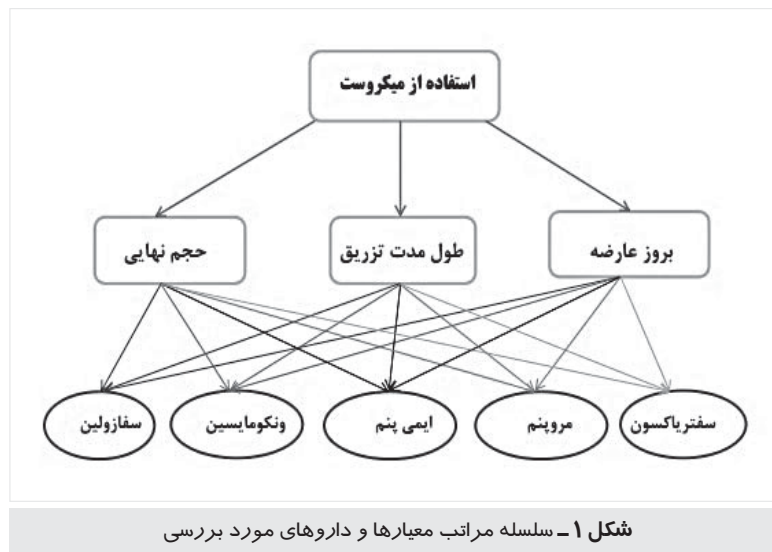 استفاده از میکروست
بروز عارضه
طول مدت تزریق
حجم نهایی
سفتریاکسون
مروپنم
ایمی پنم
ونکومایسین
سفازولین
شکل ۱ ـ سلسله مراتب معیارها و داروهای مورد بررسی